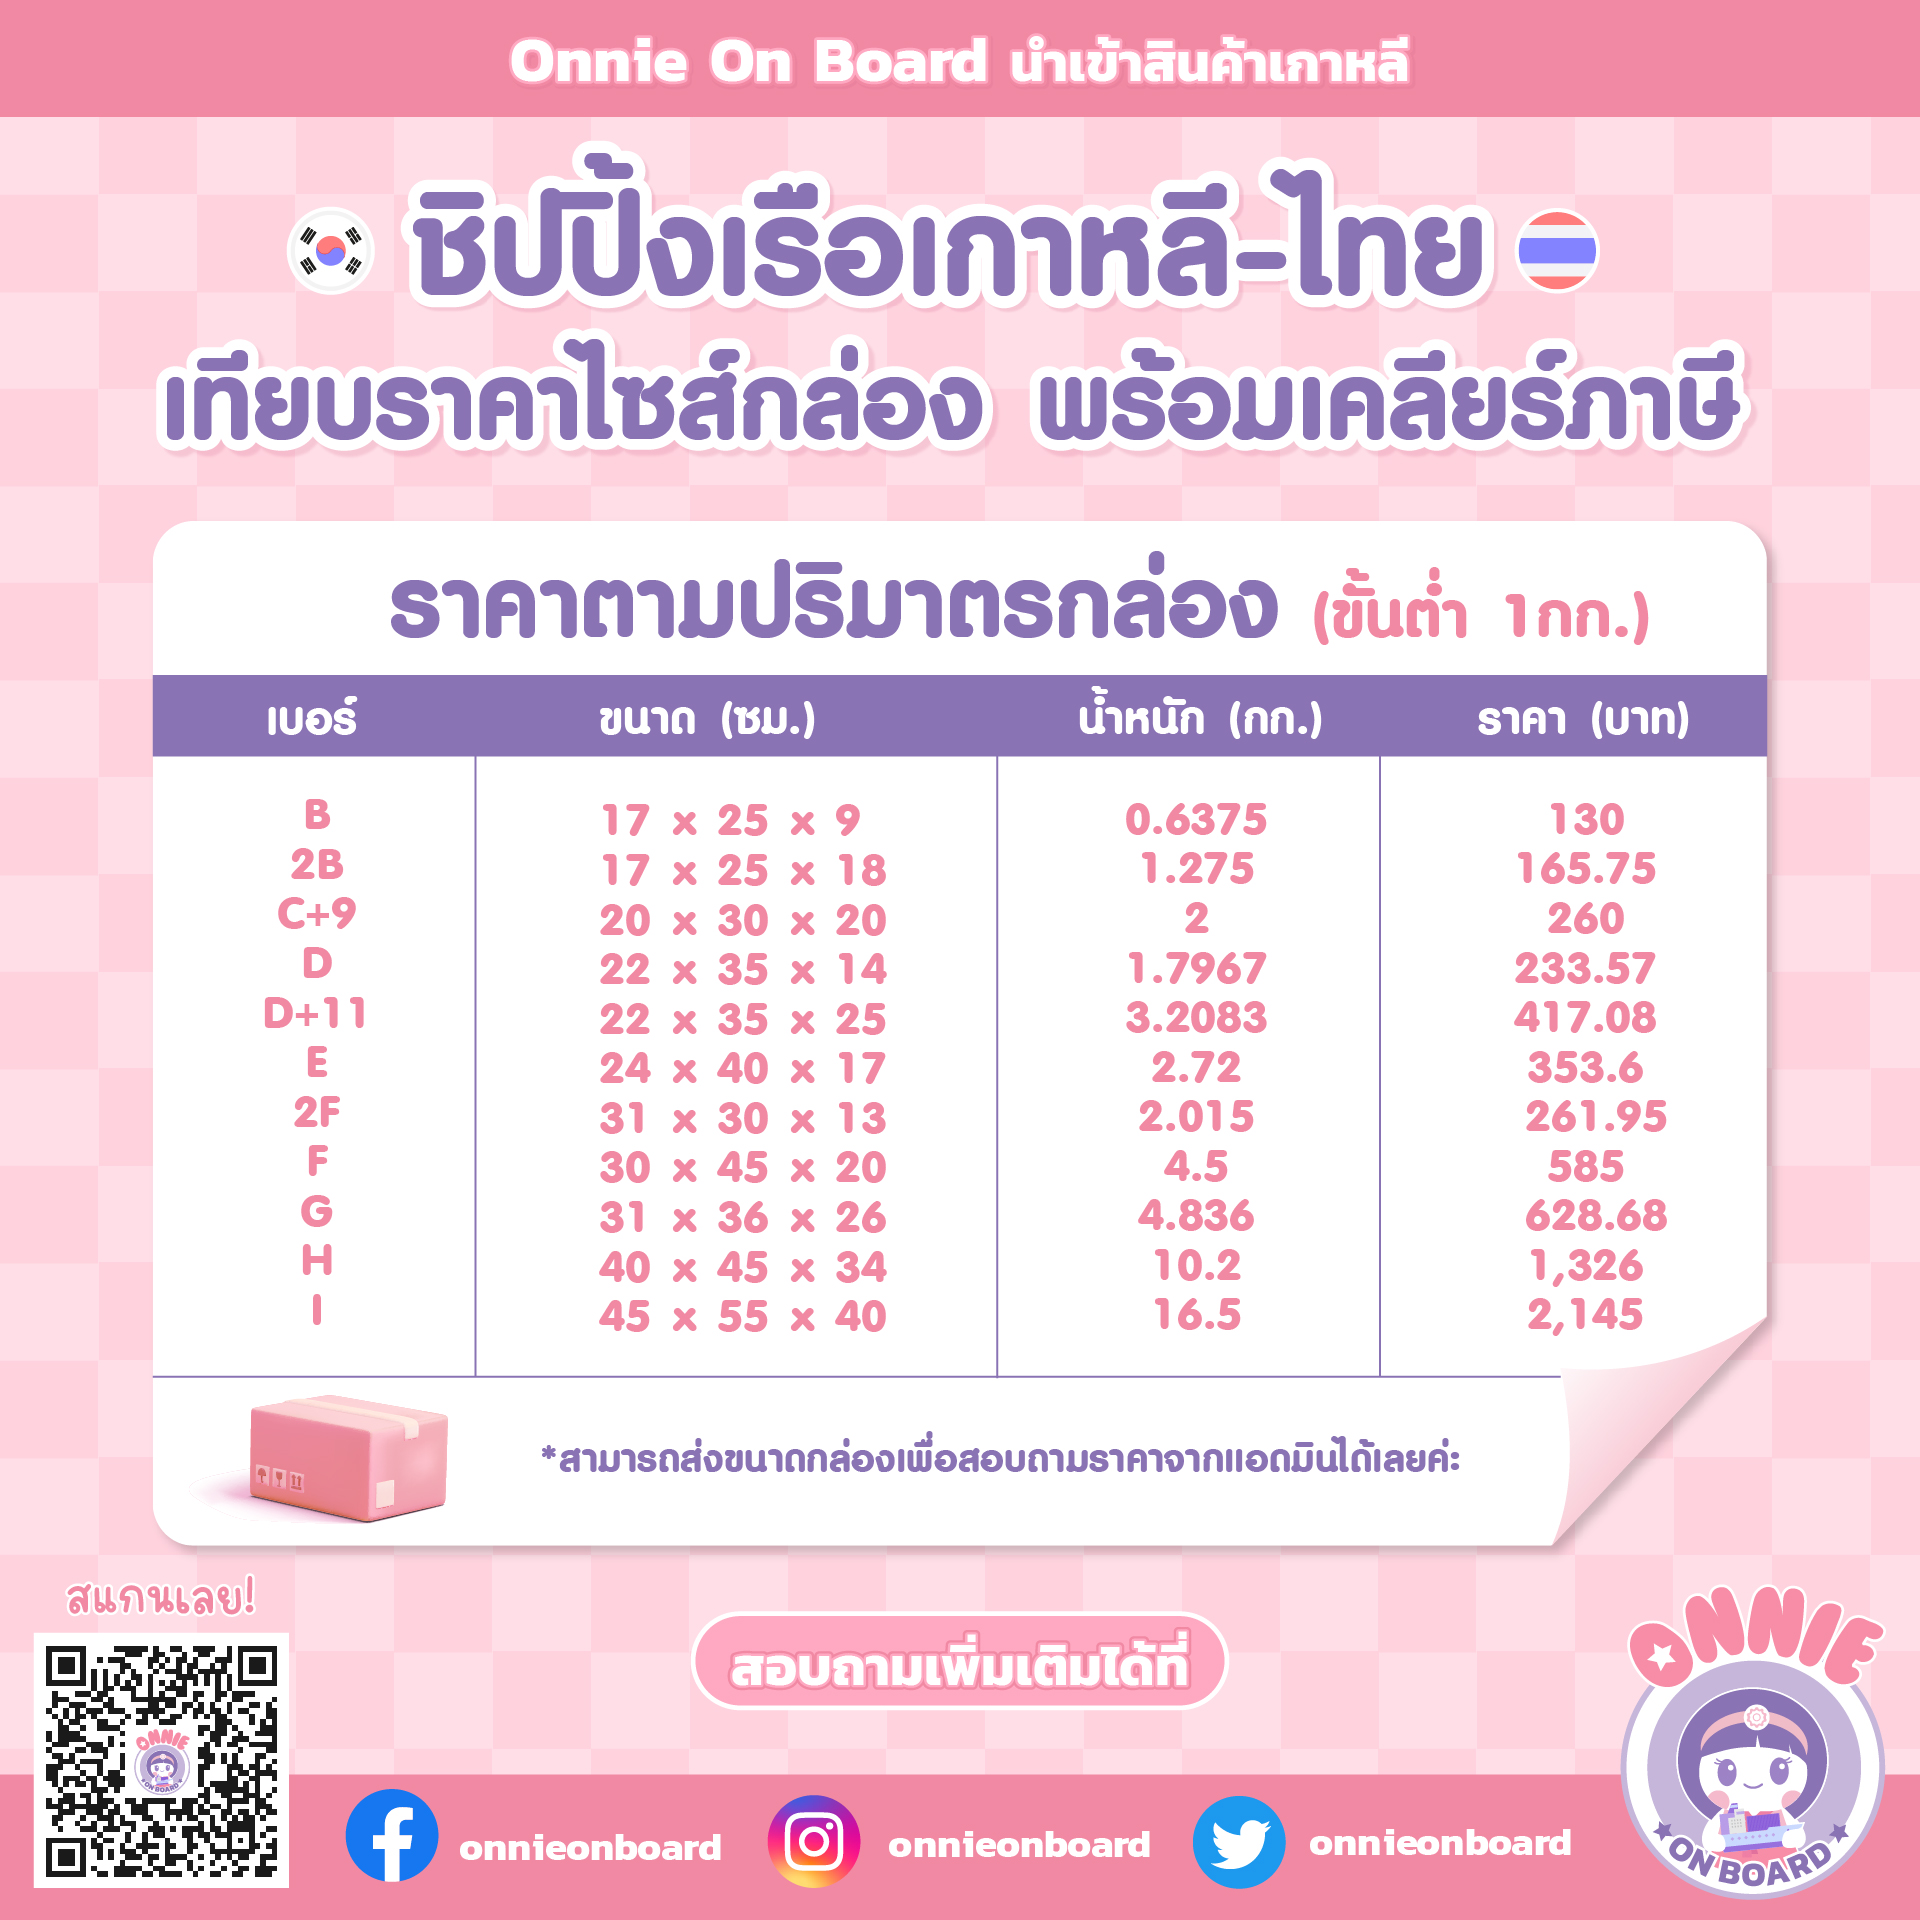 Onnie On Board นำเข้าสินค้าเกาหลี
ชิปปิ้งเรือเกาหลี-ไทย
เทียบราคาไซส์กล่อง พร้อมเคลียร์ภาษี
ราคาตามปริมาตรกล่อง (ขั้นต่ำ 1กก.)
เบอร์ ขนาด (ซม.) น้ำหนัก (กก.) ราคา (บาท)
B 17 x 25 x 9 0.6375 130
2B 17 x 25 x 18 1.275 165.75
C+9 20 x 30 x 20 2 260
D 22 x 35 x 14 1.7967 233.57
D+11 22 x 35 x 25 3.2083 417.08
E 24 x 40 x 17 2.72 353.6
2F 31 x 30 x 13 2.015 261.95
F 30 x 45 x 20 4.5 585
G 31 x 36 x 26 4.836 628.68
H 40 x 45 x 34 10.2 1,326
I 45 x 55 x 40 16.5 2,145
*สามารถส่งขนาดกล่องเพื่อสอบถามราคาจากแอดมินได้เลยค่ะ
สแกนเลย!
ONNIE
ON BOARD
สอบถามเพิ่มเติมได้ที่
onnieonboard
onnieonboard
onnieonboard
ONNIE
ON BOARD